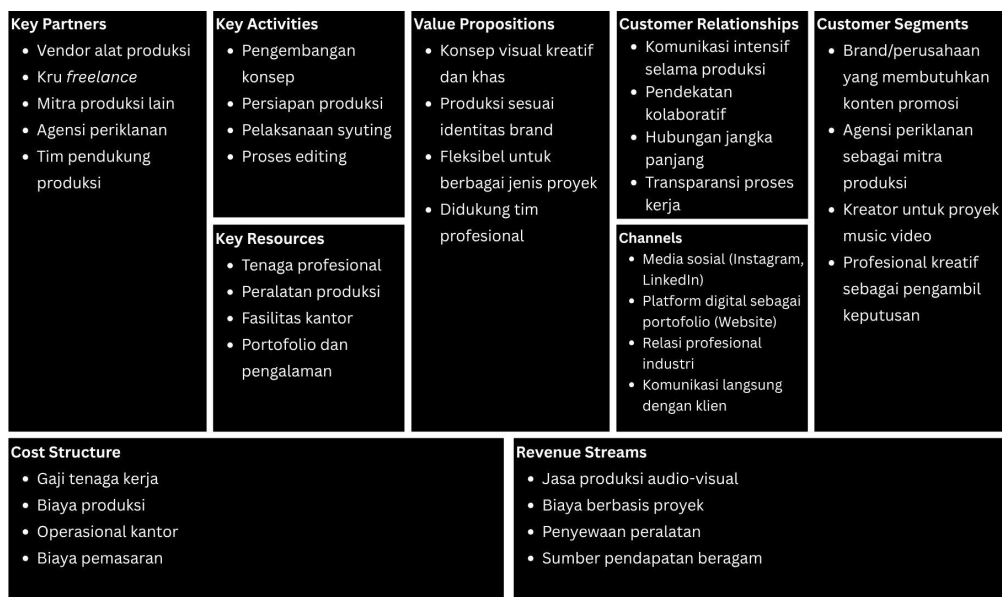 Key Partners
Vendor alat produksi
Kru freelance
Mitra produksi lain
Agensi periklanan
Tim pendukung
produksi
Key Activities
Pengembangan
konsep
Persiapan produksi
Pelaksanaan syuting
Proses editing
Key Resources
Tenaga profesional
Peralatan produksi
Fasilitas kantor
Portofolio dan
pengalaman
Value Propositions
Konsep visual kreatif
dan khas
Produksi sesuai
identitas brand
Fleksibel untuk
berbagai jenis proyek
Didukung tim
profesional
Customer Relationships
Komunikasi intensif
selama produksi
Pendekatan
kolaboratif
Hubungan jangka
panjang
Transparansi proses
kerja
Channels
Media sosial (Instagram,
LinkedIn)
Platform digital sebagai
portofolio (Website)
Relasi profesional
industri
Komunikasi langsung
dengan klien
Customer Segments
Brand/perusahaan
yang membutuhkan
konten promosi
Agensi periklanan
sebagai mitra
produksi
Kreator untuk proyek
music video
Profesional kreatif
sebagai pengambil
keputusan
Cost Structure
Gaji tenaga kerja
Biaya produksi
Operasional kantor
Biaya pemasaran
Revenue Streams
Jasa produksi audio-visual
Biaya berbasis proyek
Penyewaan peralatan
Sumber pendapatan beragam